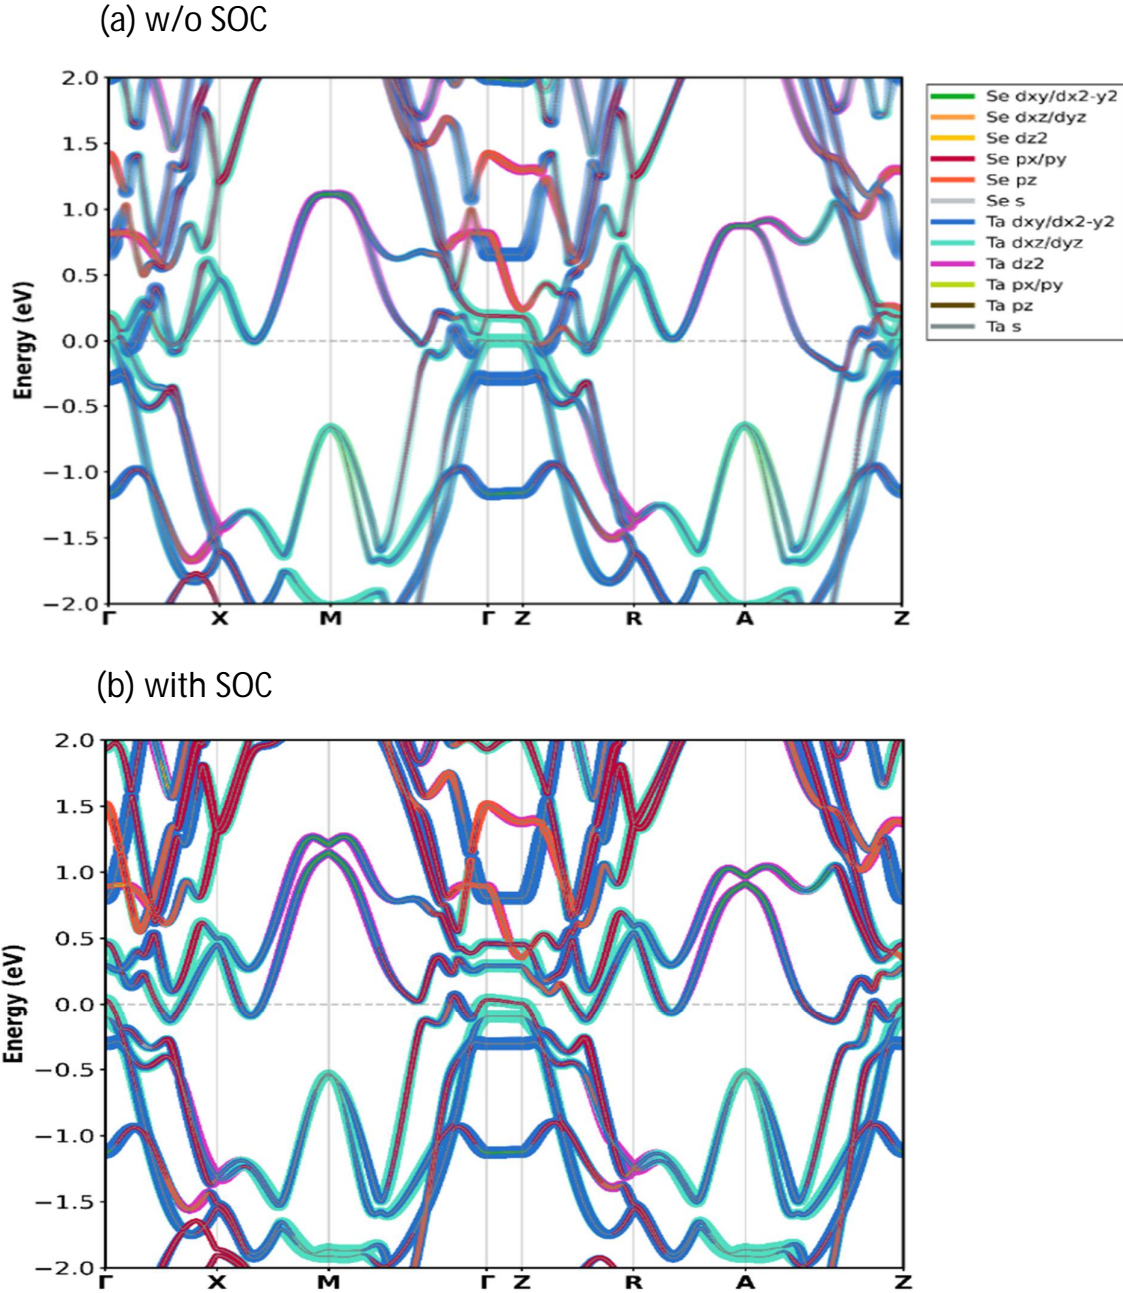 (a) w/o SOC
Energy (eV)
2.0
1.5
1.0
0.5
0.0
−0.5
−1.0
−1.5
−2.0
Γ X M Γ Z R A Z
Se dxy/dx2-y2
Se dxz/dyz
Se dz2
Se px/py
Se pz
Se s
Ta dxy/dx2-y2
Ta dxz/dyz
Ta dz2
Ta px/py
Ta pz
Ta s
(b) with SOC
Energy (eV)
2.0
1.5
1.0
0.5
0.0
−0.5
−1.0
−1.5
−2.0
Γ X M Γ Z R A Z